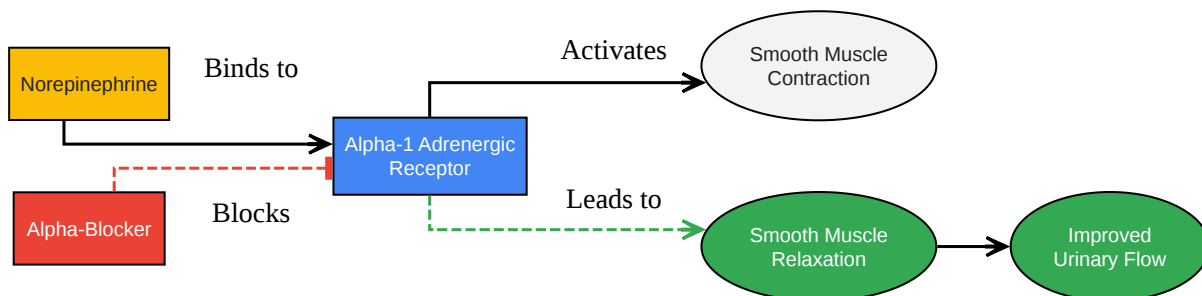 Norepinephrine
Binds to
Activates
Smooth Muscle
Contraction
Alpha-1 Adrenergic
Receptor
Alpha-Blocker
Blocks
Leads to
Smooth Muscle
Relaxation
Improved
Urinary Flow